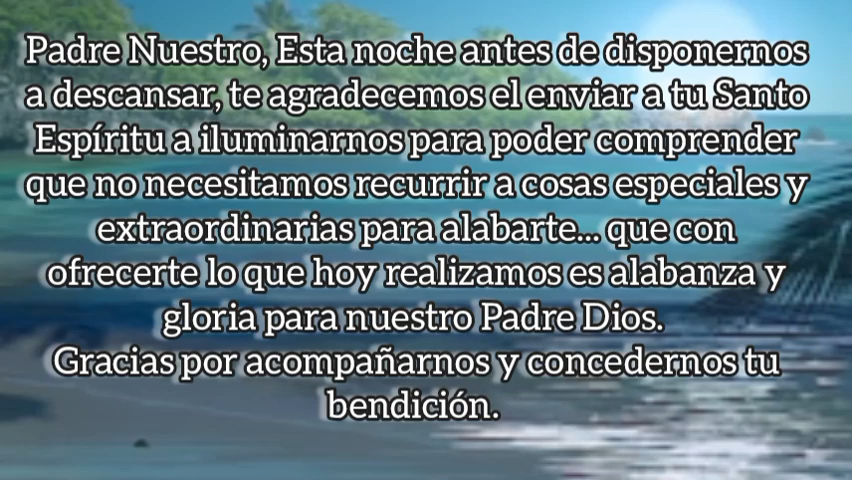 Padre Nuestro, Esta noche antes de disponernos
a descansar, te agradecemos el enviar a tu Santo
Espíritu a iluminarnos para poder comprender
que no necesitamos recurrir a cosas especiales y
extraordinarias para alabarte... que con
ofrecerte lo que hoy realizamos es alabanza y
gloria para nuestro Padre Dios.
Gracias por acompañarnos y concedernos tu
bendición.